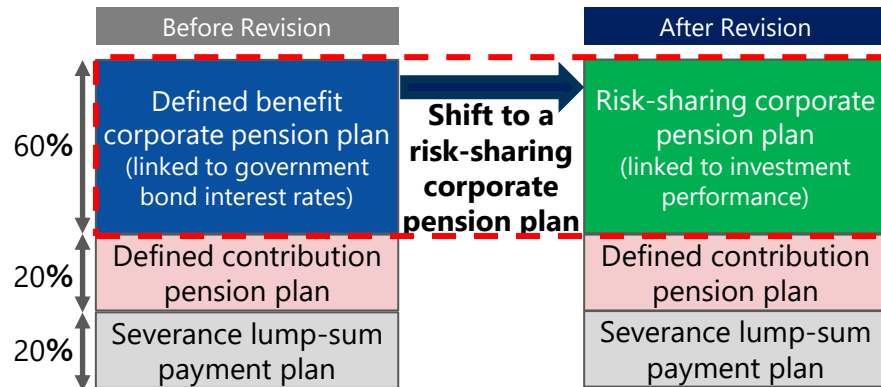 Before Revision
After Revision
60%
Defined benefit
corporate pension plan
(linked to government
bond interest rates)
Shift to a
risk-sharing
corporate
pension plan
Risk-sharing corporate
pension plan
(linked to investment
performance)
20%
Defined contribution
pension plan
Defined contribution
pension plan
20%
Severance lump-sum
payment plan
Severance lump-sum
payment plan